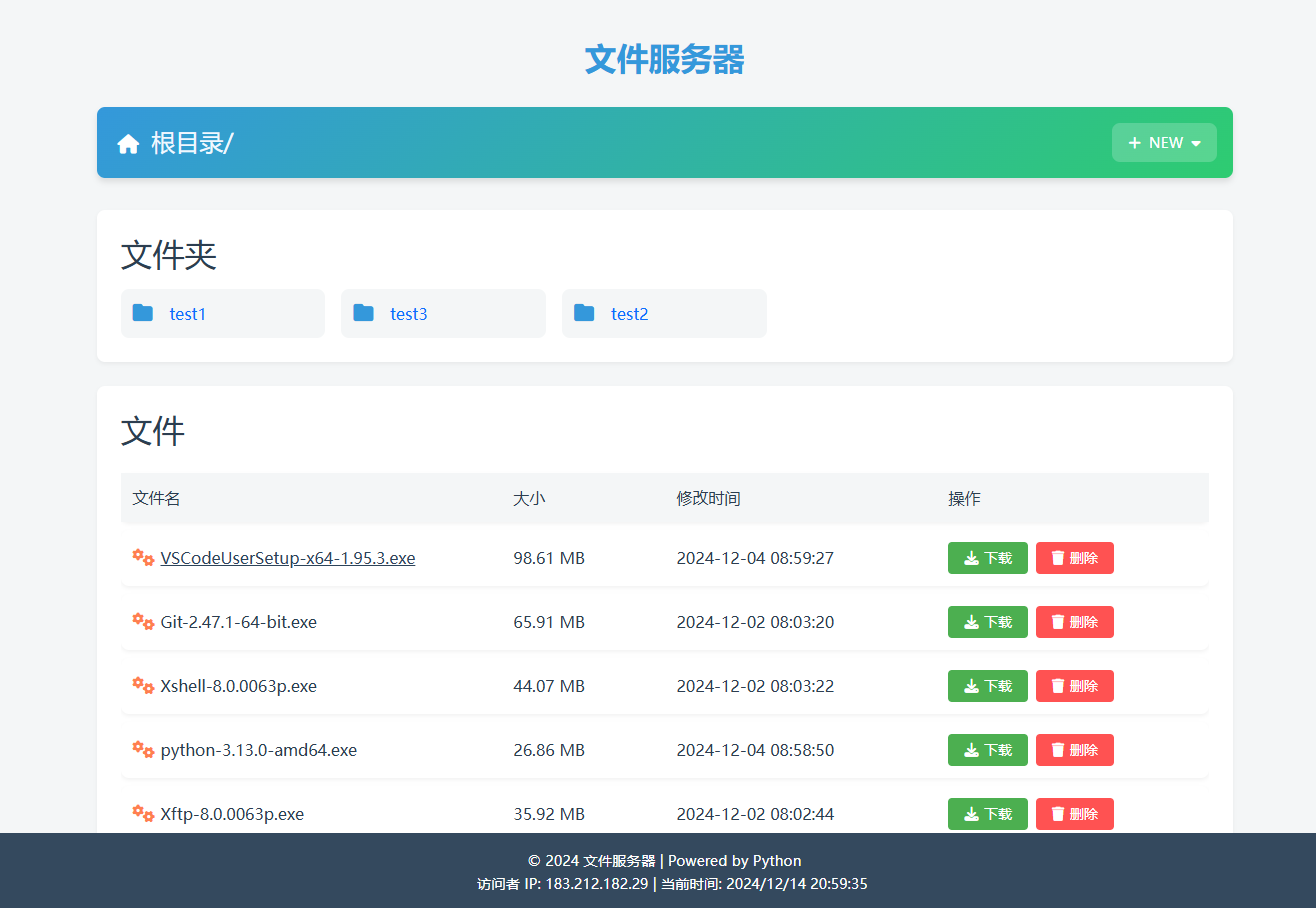 文件服务器
根目录/
NEW
文件夹
test1 test3 test2
文件
文件名 大小 修改时间 操作
VSCodeUserSetup-x64-1.95.3.exe 98.61 MB 2024-12-04 08:59:27 下载 删除
Git-2.47.1-64-bit.exe 65.91 MB 2024-12-02 08:03:20 下载 删除
Xshell-8.0.0063p.exe 44.07 MB 2024-12-02 08:03:22 下载 删除
python-3.13.0-amd64.exe 26.86 MB 2024-12-04 08:58:50 下载 删除
Xftp-8.0.0063p.exe 35.92 MB 2024-12-02 08:02:44 下载 删除
© 2024 文件服务器 | Powered by Python
访问者 IP: 183.212.182.29 | 当前时间: 2024/12/14 20:59:35